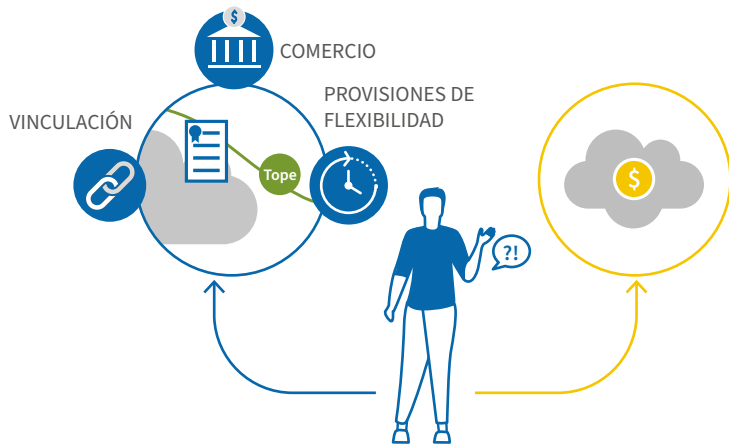 $
COMERCIO
PROVISIONES DE
FLEXIBILIDAD
VINCULACIÓN
Tope
$
?!